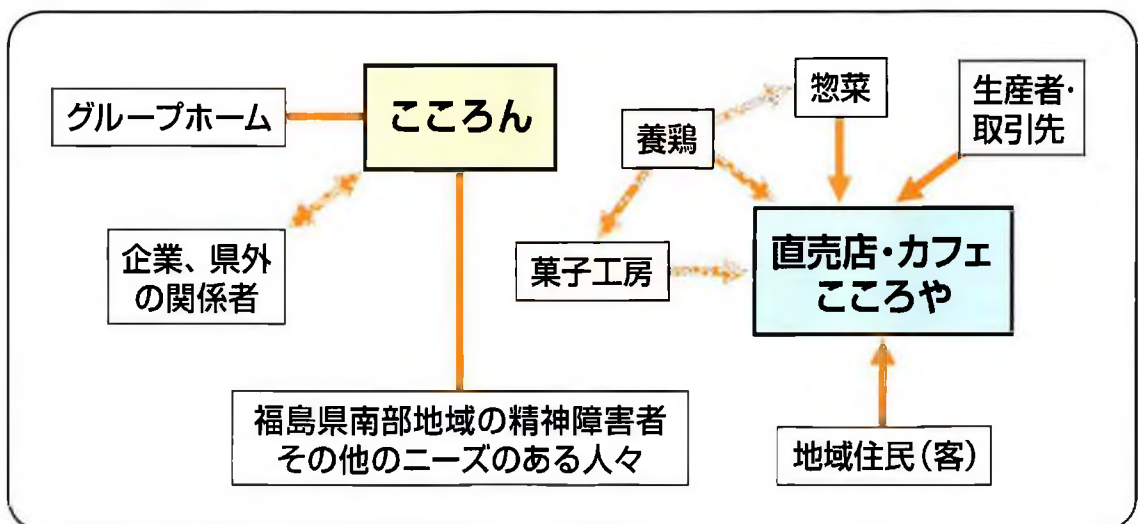 グループホーム
こころん
企業、県外
の関係者
福島県南部地域の精神障害者
その他のニーズのある人々
養鶏
惣菜
生産者・
取引先
菓子工房
直売店・カフェ
こころや
地域住民(客)